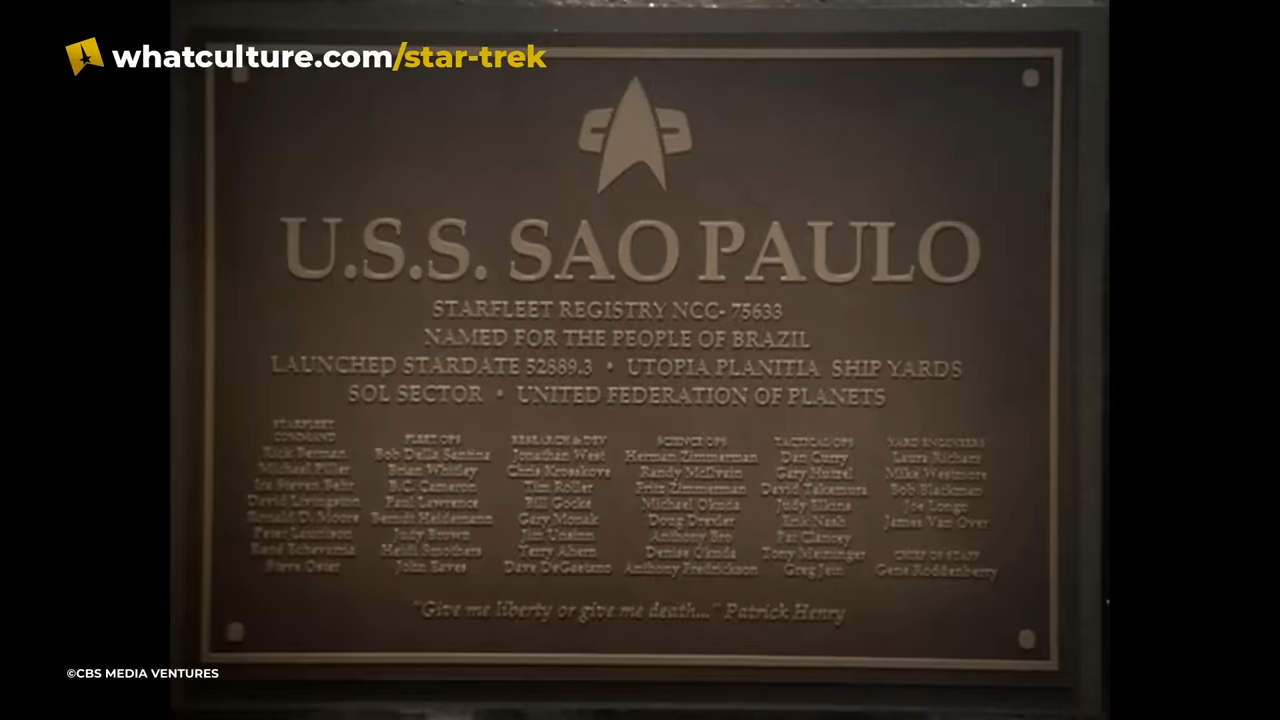 whatculture.com/star-trek
U.S.S. SAO PAULO
STARFLEET REGISTRY NCC- 75633
NAMED FOR THE PEOPLE OF BRAZIL
LAUNCHED STARDATE 52889.3 • UTOPIA PLANITIA SHIP YARDS
SOL SECTOR • UNITED FEDERATION OF PLANETS
STARFLEET
COMMAND
Rick Berman
Michael Piller
Ira Steven Behr
David Livingston
Ronald D. Moore
Peter Lauritson
René Echevarria
Steve Oster
FLEET OPS
Bob Della Santina
Brian Whitley
B.C. Cameron
Paul Lawrence
Berndt Heidemann
Judy Brown
Heidi Smothers
John Eaves
RESEARCH & DEV
Jonathan West
Chris Krosskove
Tim Roller
Bill Gocke
Gary Monak
Jim Unsinn
Terry Ahern
Dave DeGaetano
SCIENCE OPS
Herman Zimmerman
Randy McIlvain
Fritz Zimmerman
Michael Okuda
Doug Drexler
Anthony Bro
Denise Okuda
Anthony Fredrickson
TACTICAL OPS
Dan Curry
Gary Hutzel
David Takemura
Judy Elkins
Erik Nash
Pat Clancey
Tony Meininger
Greg Jein
YARD ENGINEERS
Laura Richarz
Mike Westmore
Bob Blackman
Joe Longo
James Van Over
CHIEF OF STAFF
Gene Roddenberry
"Give me liberty or give me death..." Patrick Henry
©CBS MEDIA VENTURES